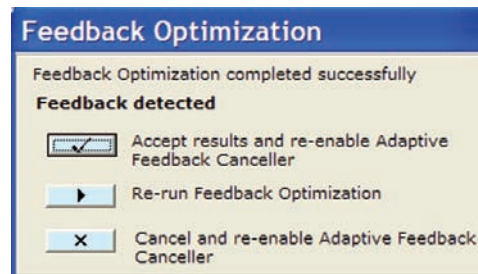 Feedback Optimization
Feedback Optimization completed successfully
Feedback detected
Accept results and re-enable Adaptive
Feedback Canceller
Re-run Feedback Optimization
Cancel and re-enable Adaptive Feedback
Canceller